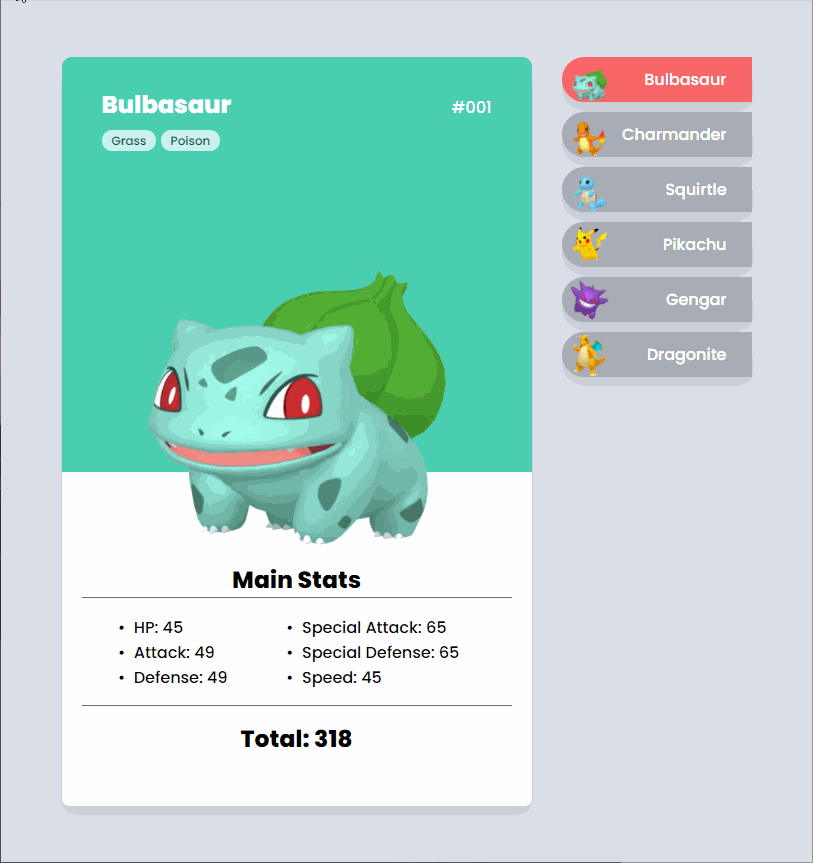 Bulbasaur #001
Grass Poison
Main Stats
• HP: 45
• Attack: 49
• Defense: 49
• Special Attack: 65
• Special Defense: 65
• Speed: 45
Total: 318
Bulbasaur
Charmander
Squirtle
Pikachu
Gengar
Dragonite